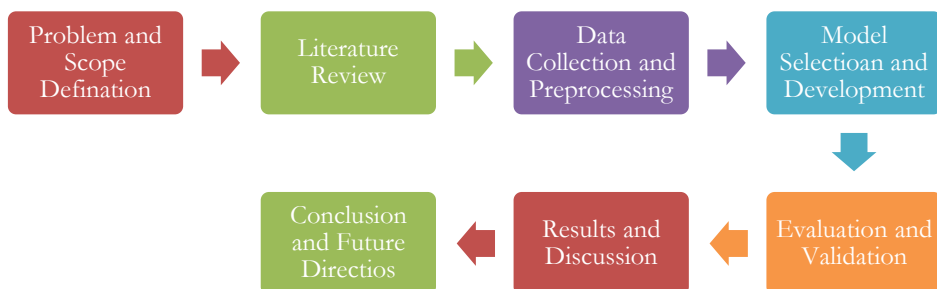 Problem and
Scope
Defination
Literature
Review
Data
Collection and
Preprocessing
Model
Selectioan and
Development
Evaluation and
Validation
Results and
Discussion
Conclusion
and Future
Directios